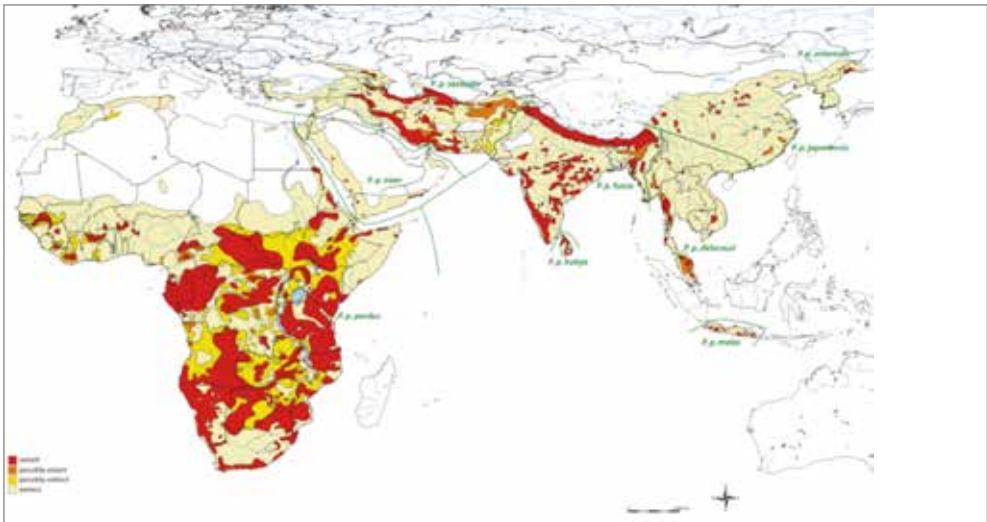 P. p. orientalis
P. p. saxicolor
P. p. japonensis
P. p. nimr
P. p. fusca
P. p. delacouri
P. p. kotiya
P. p. pardus
P. p. melas
extant
possibly extant
possibly extinct
extinct